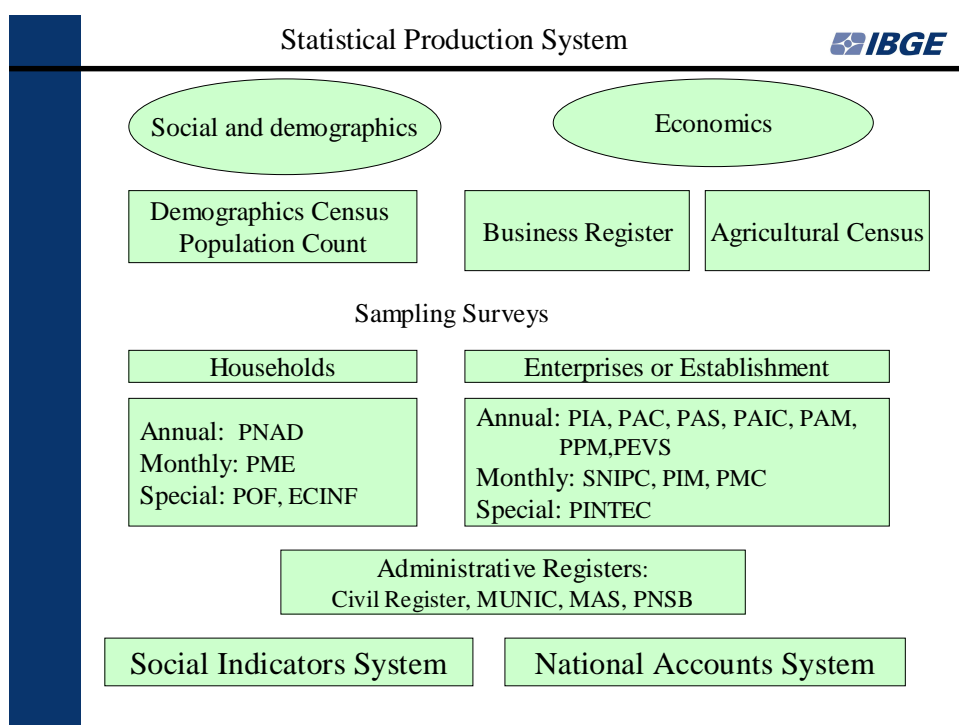 Statistical Production System
IBGE
Social and demographics
Economics
Demographics Census
Population Count
Business Register
Agricultural Census
Sampling Surveys
Households
Enterprises or Establishment
Annual: PNAD
Monthly: PME
Special: POF, ECINF
Annual: PIA, PAC, PAS, PAIC, PAM,
PPM,PEVS
Monthly: SNIPC, PIM, PMC
Special: PINTEC
Administrative Registers:
Civil Register, MUNIC, MAS, PNSB
Social Indicators System
National Accounts System